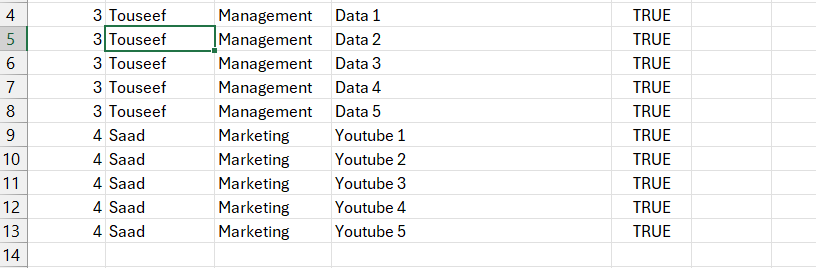 4 3 Touseef Management Data 1 TRUE
5 3 Touseef Management Data 2 TRUE
6 3 Touseef Management Data 3 TRUE
7 3 Touseef Management Data 4 TRUE
8 3 Touseef Management Data 5 TRUE
9 4 Saad Marketing Youtube 1 TRUE
10 4 Saad Marketing Youtube 2 TRUE
11 4 Saad Marketing Youtube 3 TRUE
12 4 Saad Marketing Youtube 4 TRUE
13 4 Saad Marketing Youtube 5 TRUE
14